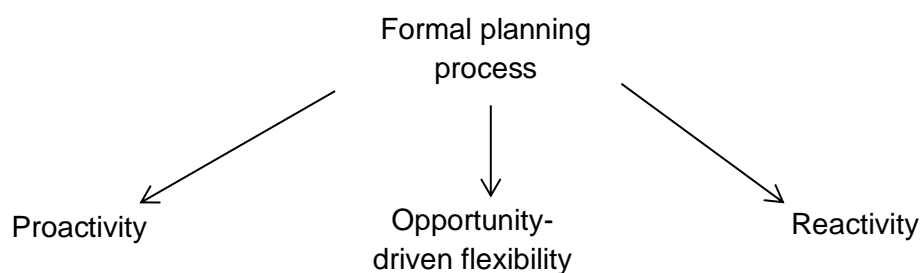 Formal planning
process
Proactivity
Opportunity-
driven flexibility
Reactivity